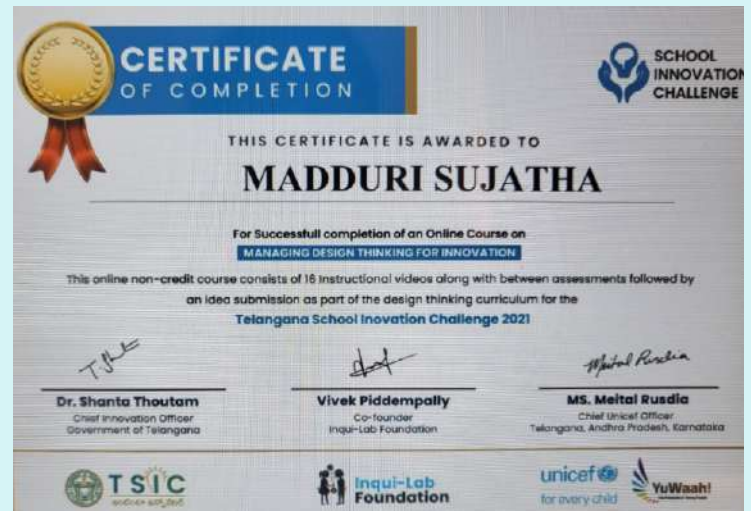 CERTIFICATE
OF COMPLETION
SCHOOL
INNOVATION
CHALLENGE
THIS CERTIFICATE IS AWARDED TO
MADDURI SUJATHA
For Successfull completion of an Online Course on
MANAGING DESIGN THINKING FOR INNOVATION
This online non-credit course consists of 16 Instructional videos along with between assessments followed by
an idea submission as part of the design thinking curriculum for the
Telangana School Inovation Challenge 2021
Dr. Shanta Thoutam
Chief Innovation Officer
Government of Telangana
Vivek Piddempally
Co-founder
Inqui-Lab Foundation
MS. Meital Rusdia
Chief Unicef Officer
Telangana, Andhra Pradesh, Karnataka
TSIC
Inqui-Lab
Foundation
unicef
for every child
YuWaah!